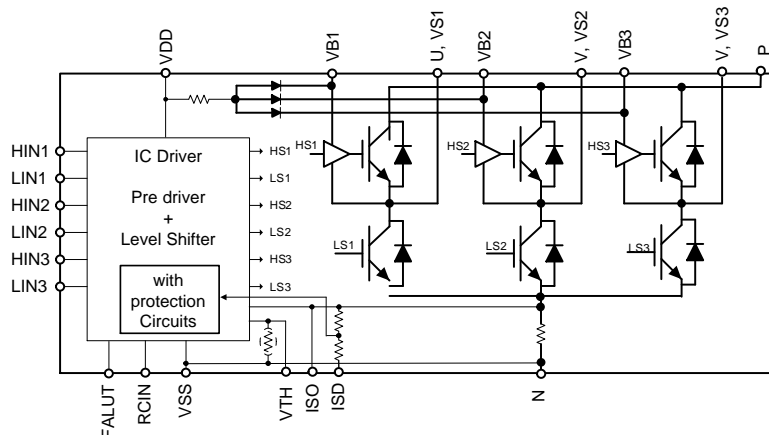 VDD
VB1
U, VS1
VB2
V, VS2
VB3
V, VS3
P
HIN1
LIN1
HIN2
LIN2
HIN3
LIN3
IC Driver
Pre driver
+
Level Shifter
with
protection
Circuits
HS1
LS1
HS2
LS2
HS3
LS3
HS1
HS2
HS3
LS1
LS2
LS3
FALUT
RCIN
VSS
VTH
ISO
ISD
N